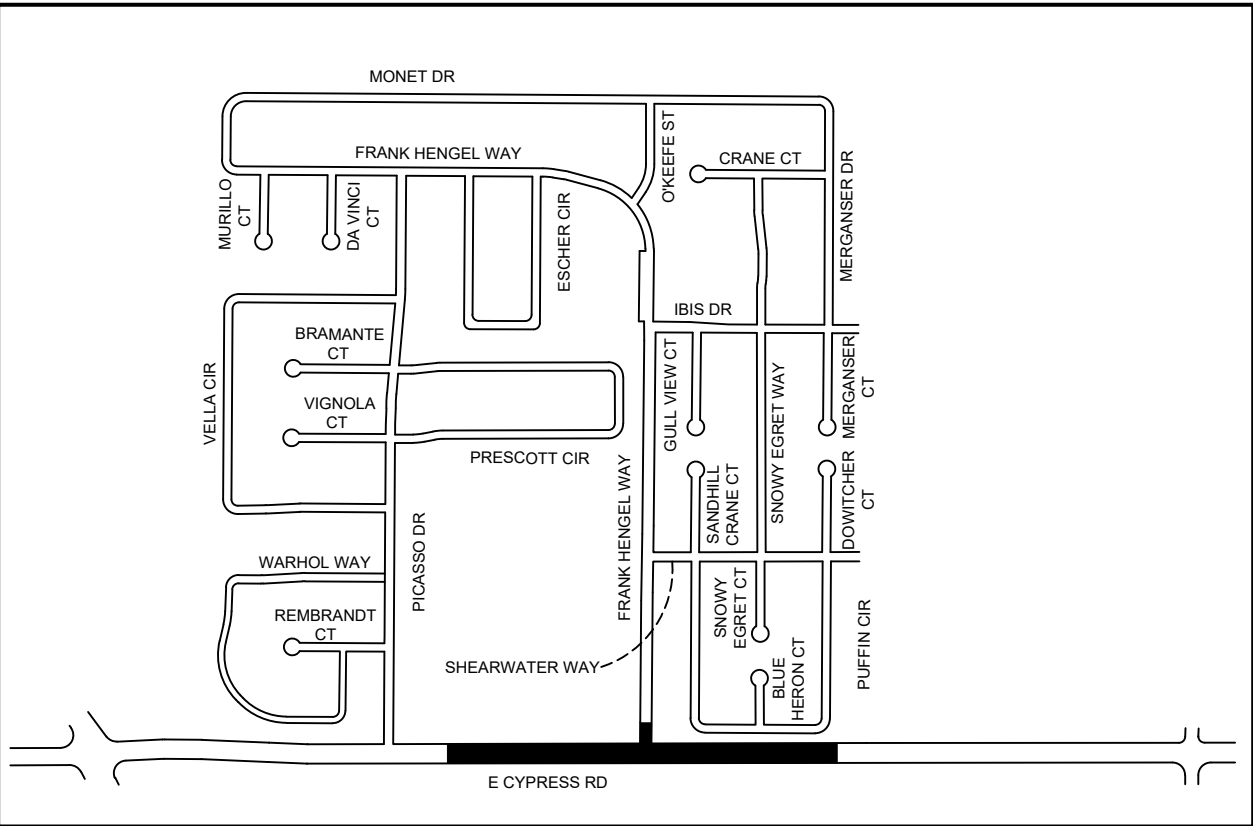 MONET DR
O'KEEFE ST
FRANK HENGEL WAY
CRANE CT
MURILLO
CT
DA VINCI
CT
ESCHER CIR
MERGANSER DR
IBIS DR
BRAMANTE
CT
VELLA CIR
VIGNOLA
CT
GULL VIEW CT
SNOWY EGRET WAY
MERGANSER
CT
PRESCOTT CIR
FRANK HENGEL WAY
SANDHILL
CRANE CT
DOWITCHER
CT
PICASSO DR
WARHOL WAY
REMBRANDT
CT
SNOWY
EGRET CT
SHEARWATER WAY
BLUE
HERON CT
PUFFIN CIR
E CYPRESS RD